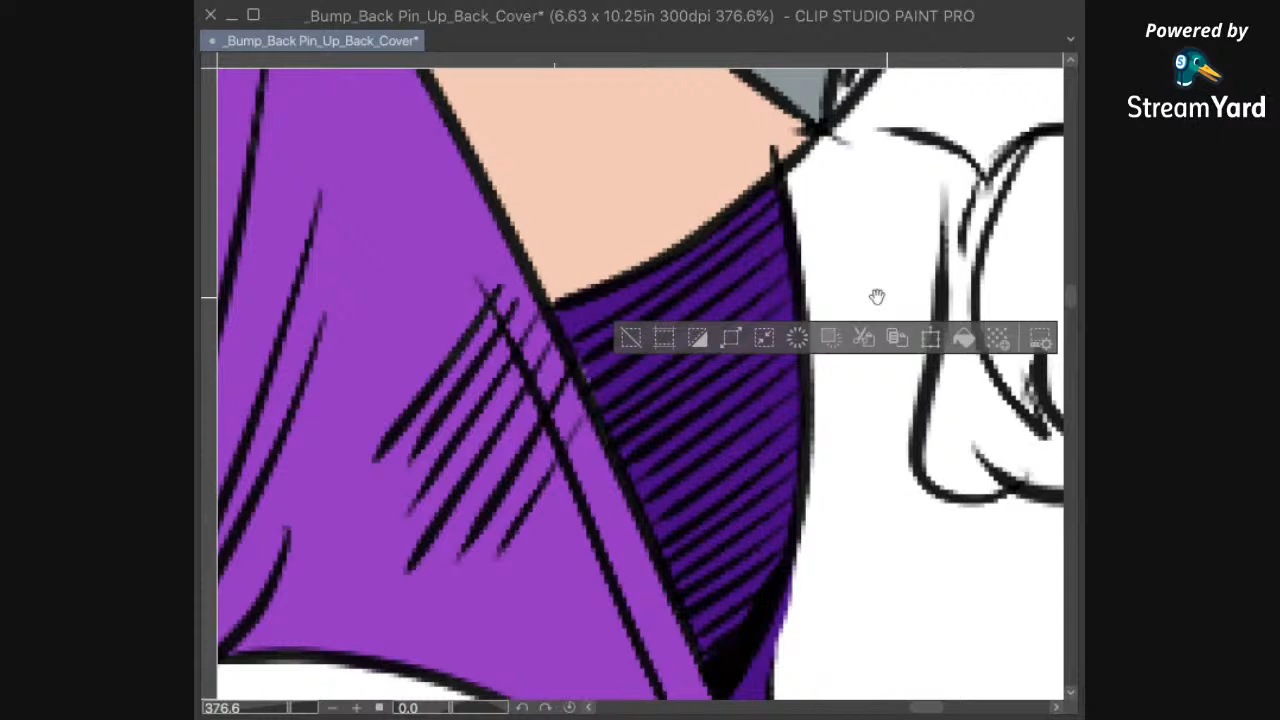 _Bump_Back Pin_Up_Back_Cover* (6.63 x 10.25in 300dpi 376.6%) - CLIP STUDIO PAINT PRO
_Bump_Back Pin_Up_Back_Cover*
Powered by
StreamYard
376.6
0.0